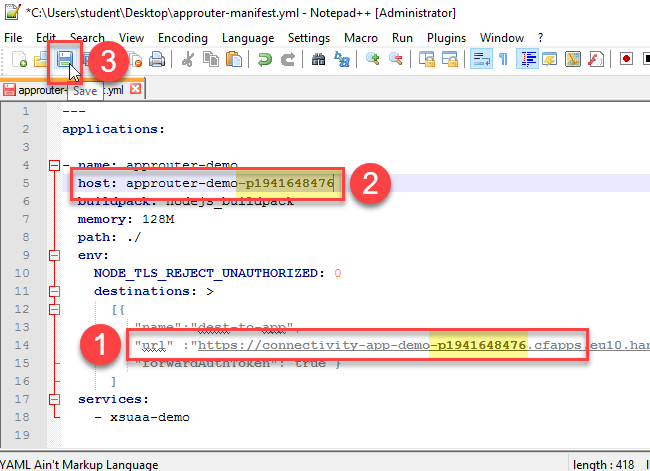 *C:\Users\student\Desktop\approuter-manifest.yml - Notepad++ [Administrator]
File Edit Search View Encoding Language Settings Macro Run Plugins Window ?
3
Save
approuter- .yml
1 ---
2 applications:
3
4 - name: approuter-demo
5 host: approuter-demo-p1941648476
2
6 buildpack: nodejs_buildpack
7 memory: 128M
8 path: ./
9 env:
10 NODE_TLS_REJECT_UNAUTHORIZED: 0
11 destinations: >
12 [{
13 "name":"dest-to-app",
1
14 "url" :"https://connectivity-app-demo-p1941648476.cfapps.eu10.han
15 "forwardAuthToken": true }
16 ]
17 services:
18 - xsuaa-demo
19
YAML Ain't Markup Language
length : 478 li